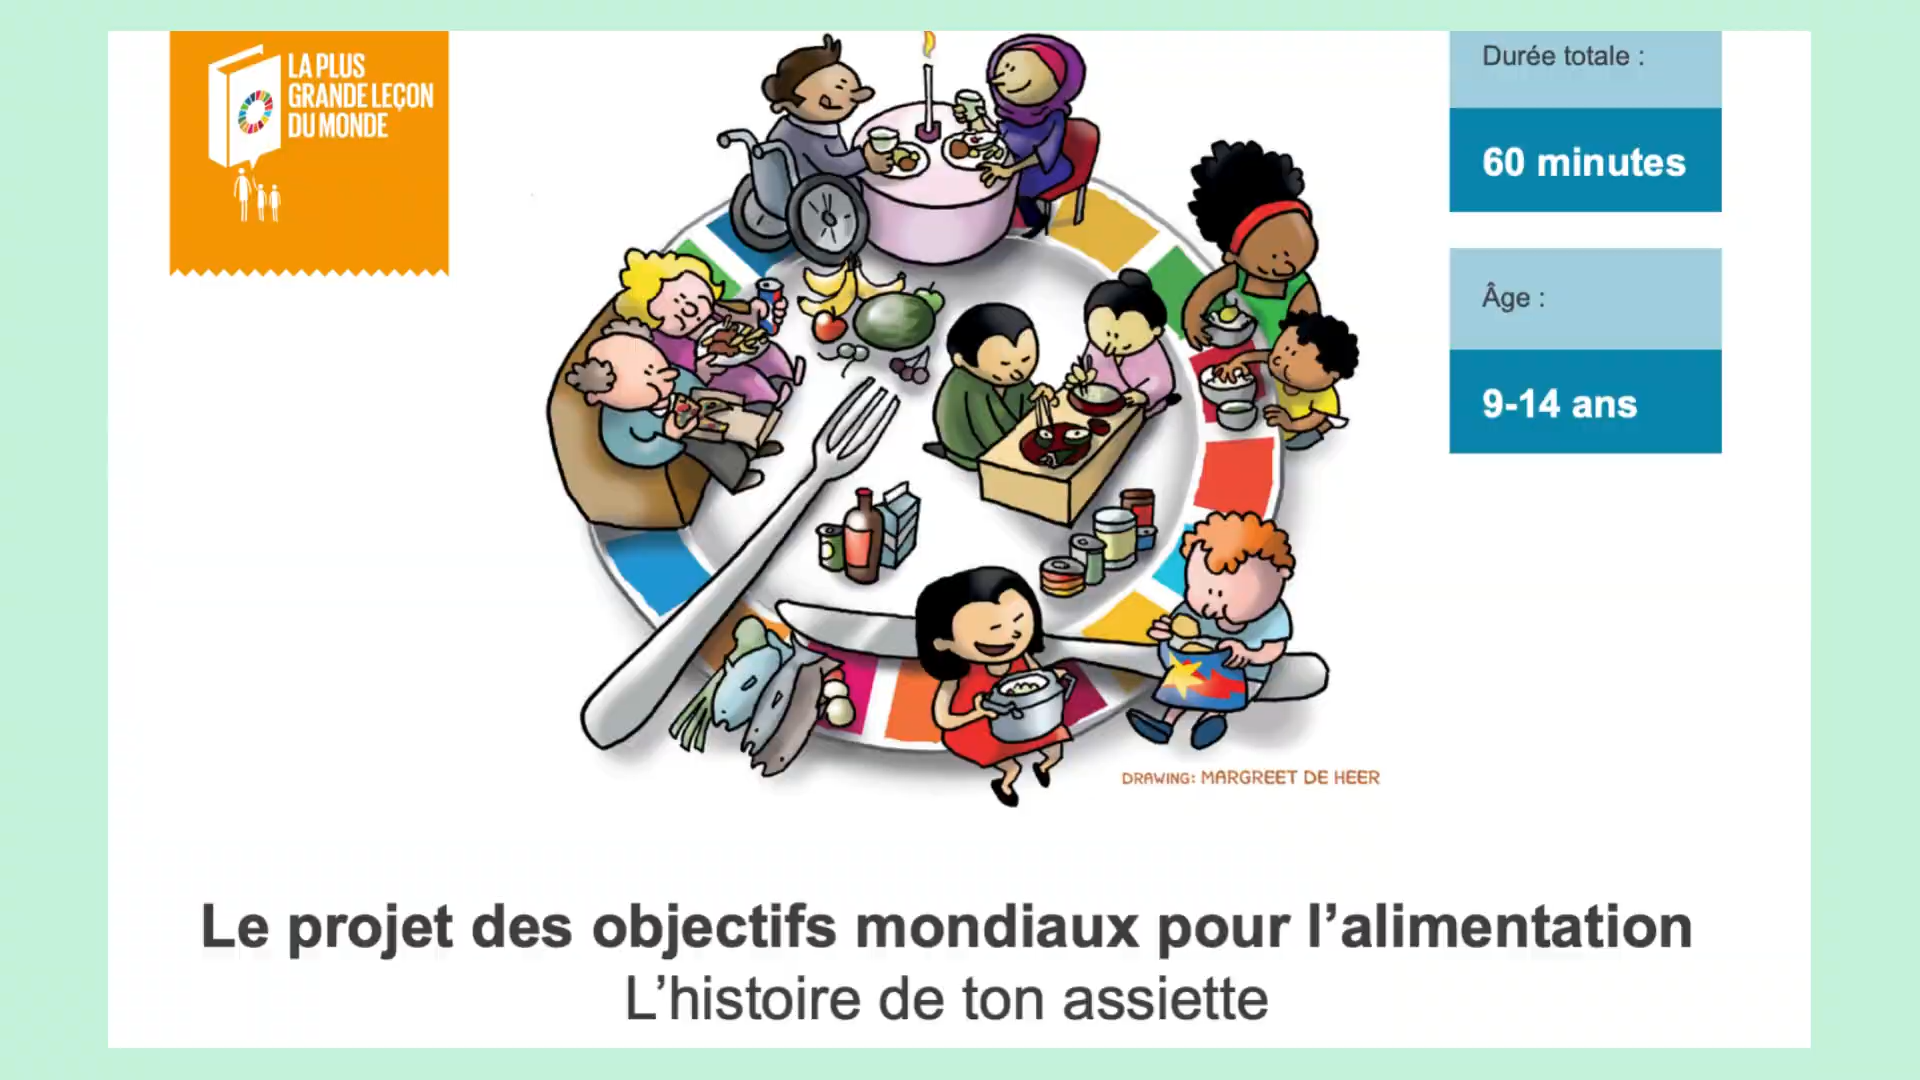 LA PLUS
GRANDE LEÇON
DU MONDE
Durée totale :
60 minutes
Âge :
9-14 ans
DRAWING: MARGREET DE HEER
Le projet des objectifs mondiaux pour l’alimentation
L’histoire de ton assiette